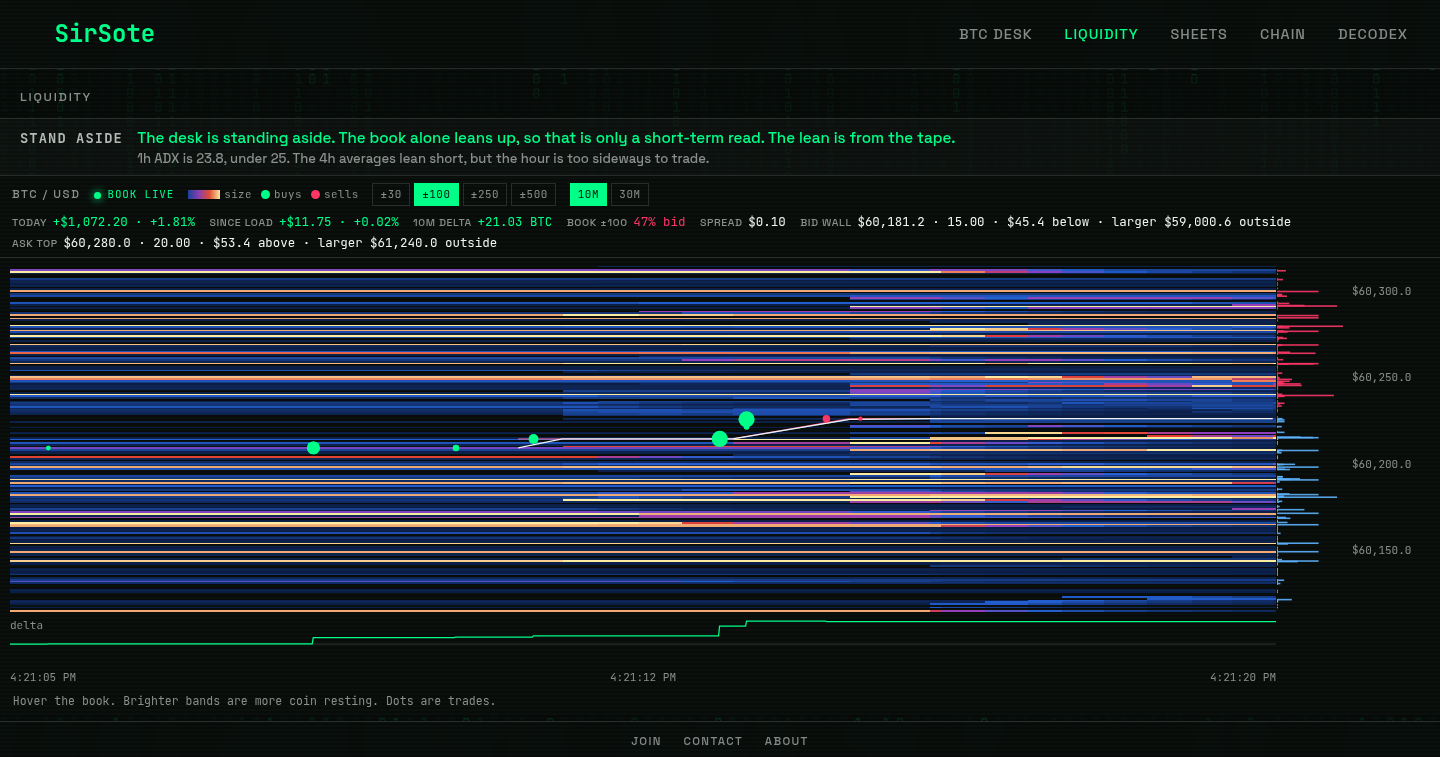 SirSote
BTC DESK LIQUIDITY SHEETS CHAIN DECODEX
LIQUIDITY
STAND ASIDE The desk is standing aside. The book alone leans up, so that is only a short-term read. The lean is from the tape.
1h ADX is 23.8, under 25. The 4h averages lean short, but the hour is too sideways to trade.
BTC / USD BOOK LIVE size buys sells ±30 ±100 ±250 ±500 10M 30M
TODAY +$1,072.20 · +1.81% SINCE LOAD +$11.75 · +0.02% 10M DELTA +21.03 BTC BOOK ±100 47% bid SPREAD $0.10 BID WALL $60,181.2 · 15.00 · $45.4 below · larger $59,000.6 outside
ASK TOP $60,280.0 · 20.00 · $53.4 above · larger $61,240.0 outside
$60,300.0
$60,250.0
$60,200.0
$60,150.0
delta
4:21:05 PM 4:21:12 PM 4:21:20 PM
Hover the book. Brighter bands are more coin resting. Dots are trades.
JOIN CONTACT ABOUT